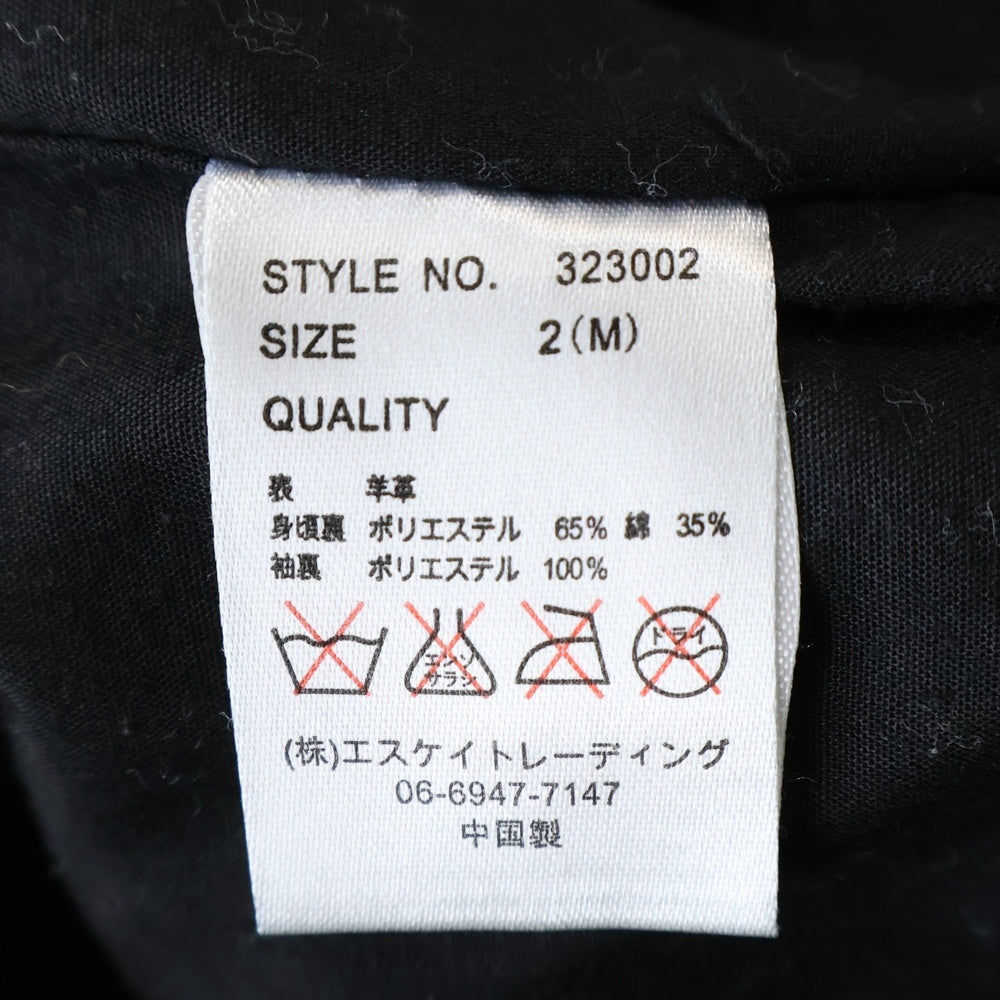 STYLE NO. 323002
SIZE 2(M)
QUALITY
表 羊革
身頃裏 ポリエステル 65% 綿 35%
袖裏 ポリエステル 100%
エンソ
サラシ
ドライ
(株)エスケイトレーディング
06-6947-7147
中国製